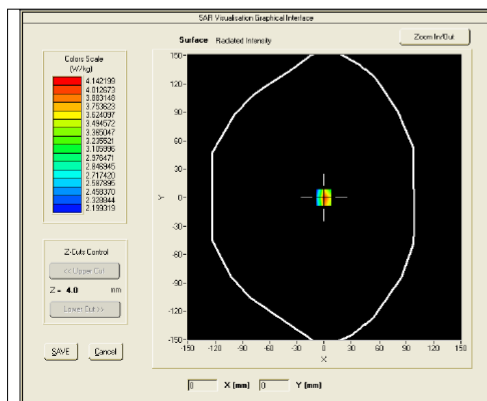 SAR Visualisation Graphical Interface
Surface Radiated Intensity
Zoom In/Out
Colors Scale
(W/kg)
4.142199
4.012673
3.883148
3.753623
3.624097
3.494572
3.365047
3.235521
3.105996
2.976471
2.846945
2.717420
2.587895
2.458370
2.328844
2.199319
Z-Cuts Control
<< Upper Cut
Z = 4.0 mm
Lower Cut >>
SAVE Cancel
150
120
90
60
30
0
-30
-60
-90
-120
-150
Y
-150 -120 -90 -60 -30 0 30 60 90 120 150
X
0 X (mm) 0 Y (mm)